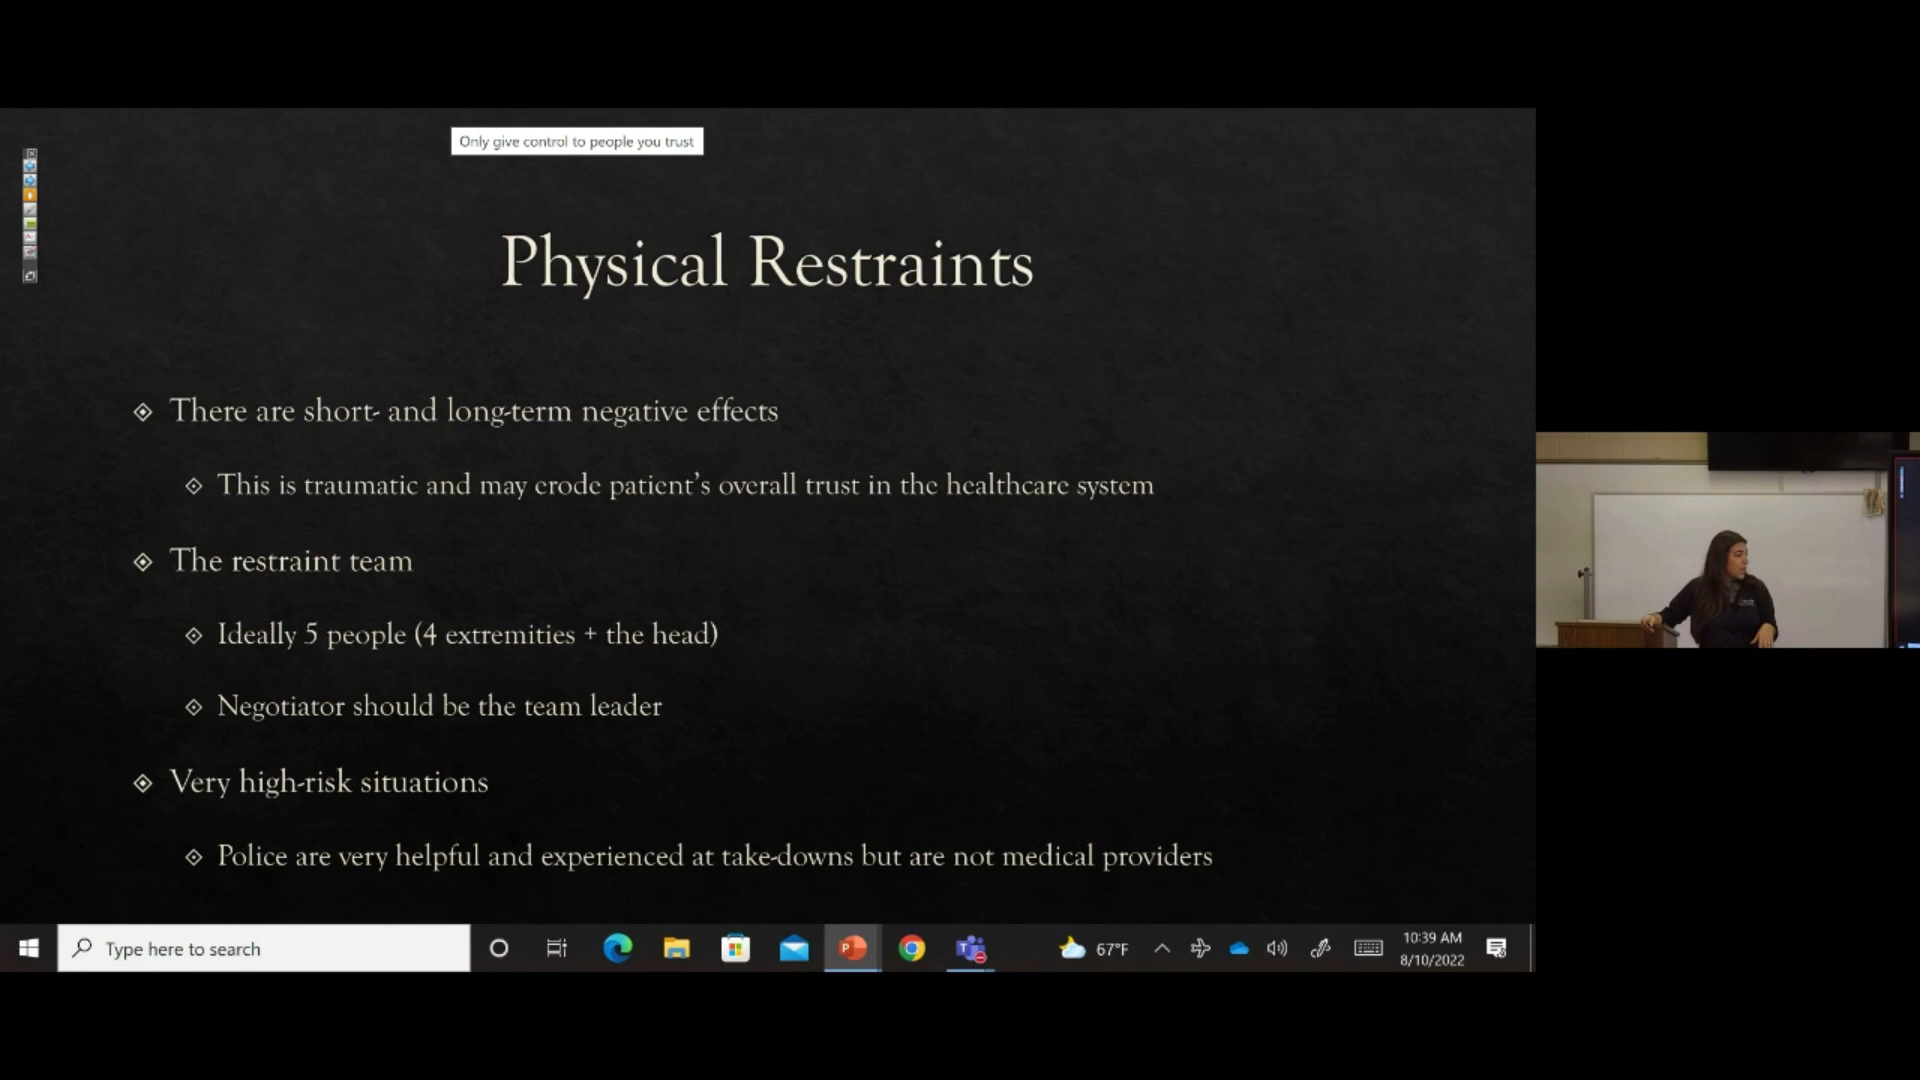 Only give control to people you trust
Physical Restraints
There are short- and long-term negative effects
This is traumatic and may erode patient's overall trust in the healthcare system
The restraint team
Ideally 5 people (4 extremities + the head)
Negotiator should be the team leader
Very high-risk situations
Police are very helpful and experienced at take-downs but are not medical providers
Type here to search
67°F
10:39 AM
8/10/2022